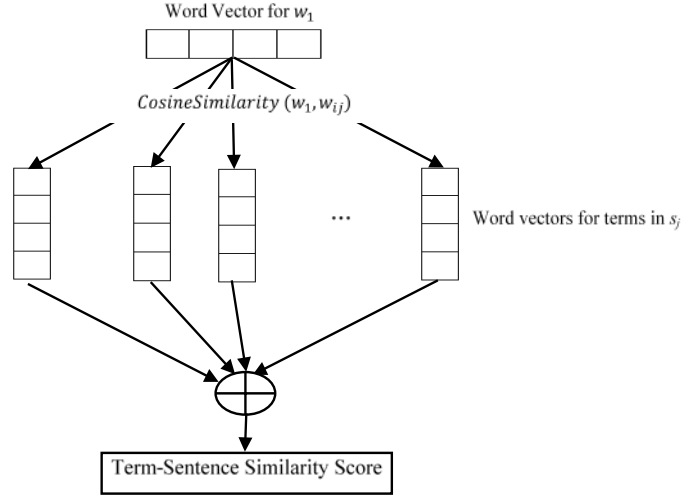 Word Vector for w₁
CosineSimilarity (w₁,wᵢⱼ)
...
Word vectors for terms in sⱼ
Term-Sentence Similarity Score